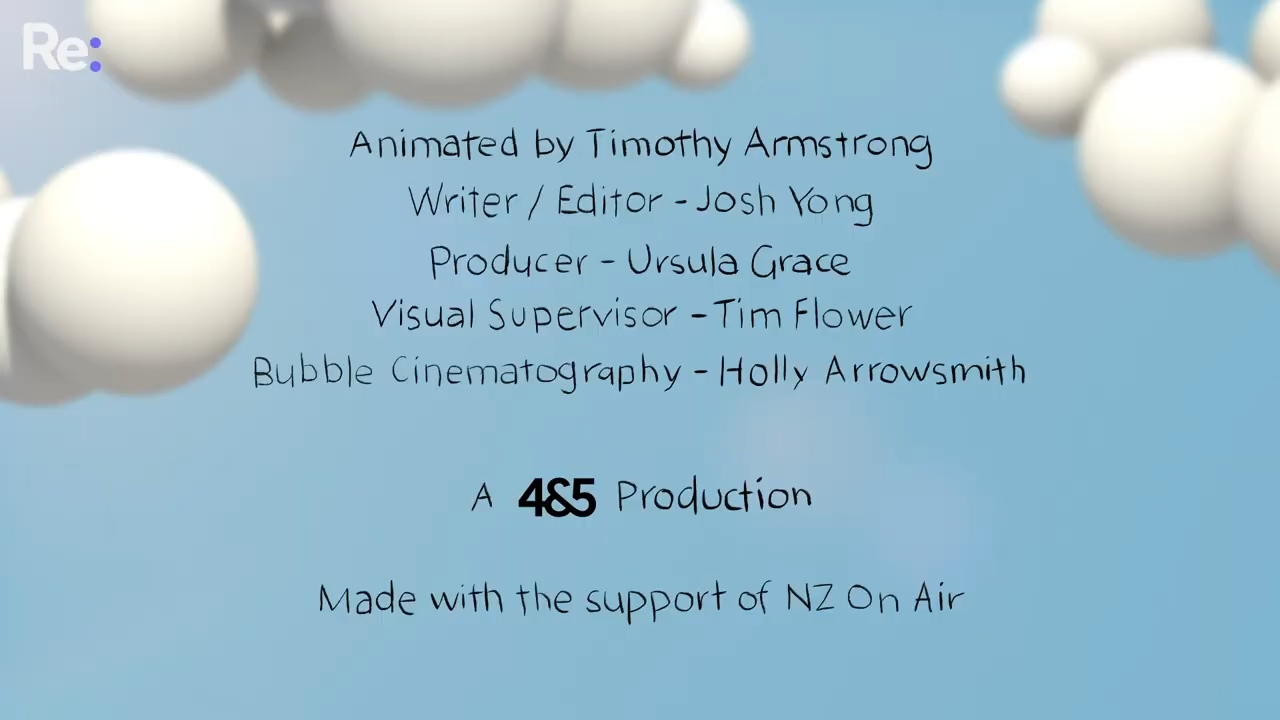 Re:
Animated by Timothy Armstrong
Writer / Editor - Josh Yong
Producer - Ursula Grace
Visual Supervisor - Tim Flower
Bubble Cinematography - Holly Arrowsmith
A 4&5 Production
Made with the support of NZ On Air